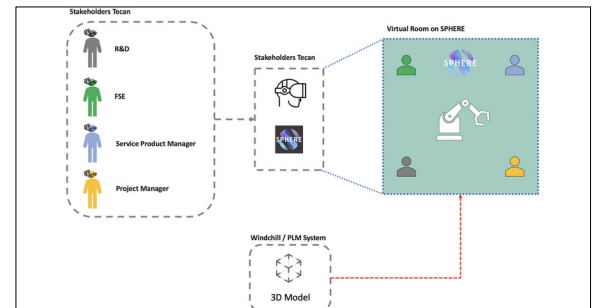 Stakeholders Tecan
R&D
FSE
Service Product Manager
Project Manager
Stakeholders Tecan
SPHERE
Virtual Room on SPHERE
SPHERE
Windchill / PLM System
3D Model